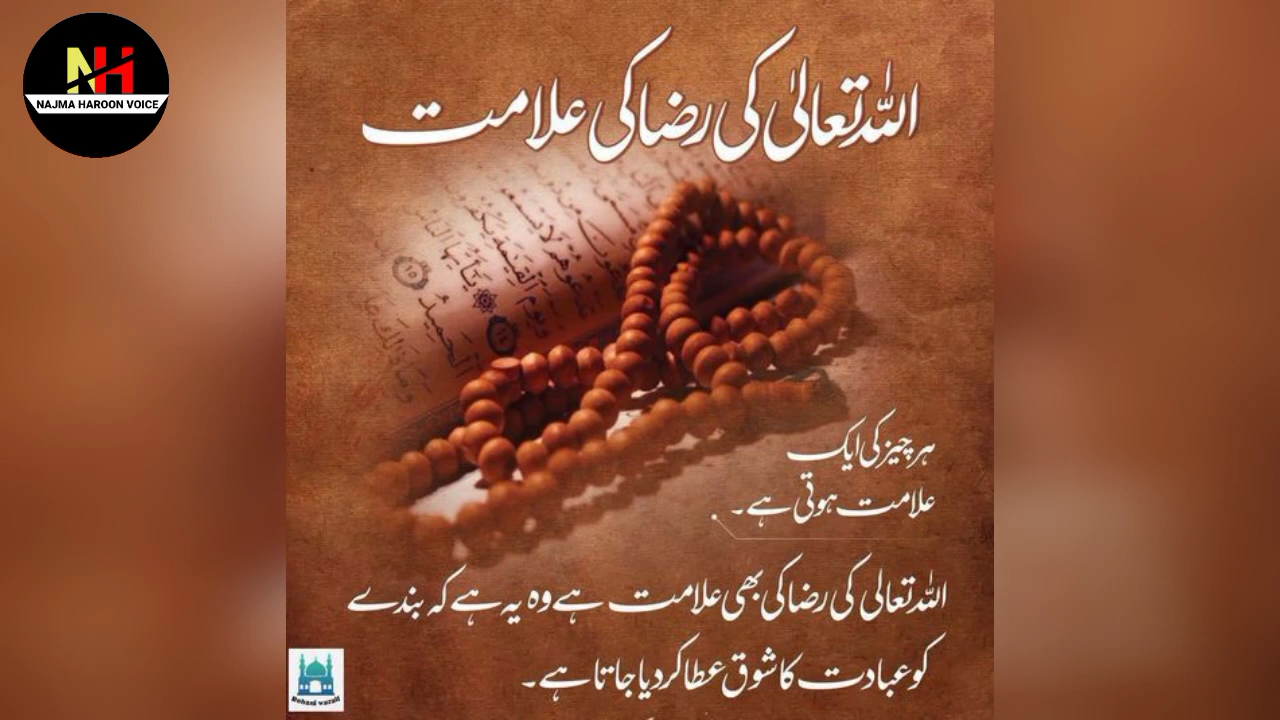 NH
NAJMA HAROON VOICE
اللہ تعالیٰ کی رضا کی علامت
ہر چیز کی ایک
علامت ہوتی ہے۔
اللہ تعالی کی رضا کی بھی علامت ہے وہ یہ ہے کہ بندے
کو عبادت کا شوق عطا کر دیا جاتا ہے۔